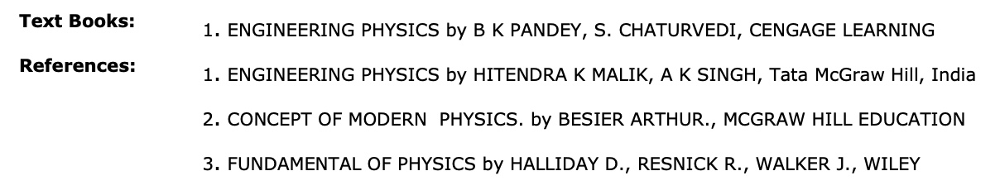 Text Books:
1. ENGINEERING PHYSICS by B K PANDEY, S. CHATURVEDI, CENGAGE LEARNING
References:
1. ENGINEERING PHYSICS by HITENDRA K MALIK, A K SINGH, Tata McGraw Hill, India
2. CONCEPT OF MODERN  PHYSICS. by BESIER ARTHUR., MCGRAW HILL EDUCATION
3. FUNDAMENTAL OF PHYSICS by HALLIDAY D., RESNICK R., WALKER J., WILEY